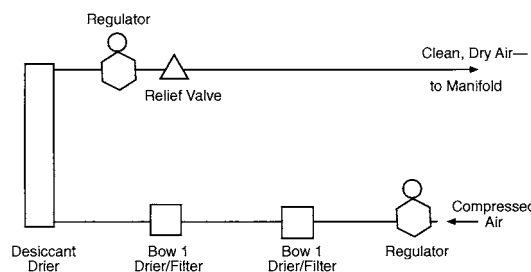 Regulator
Clean, Dry Air—
to Manifold
Relief Valve
Compressed
Air
Desiccant
Drier
Bow 1
Drier/Filter
Bow 1
Drier/Filter
Regulator